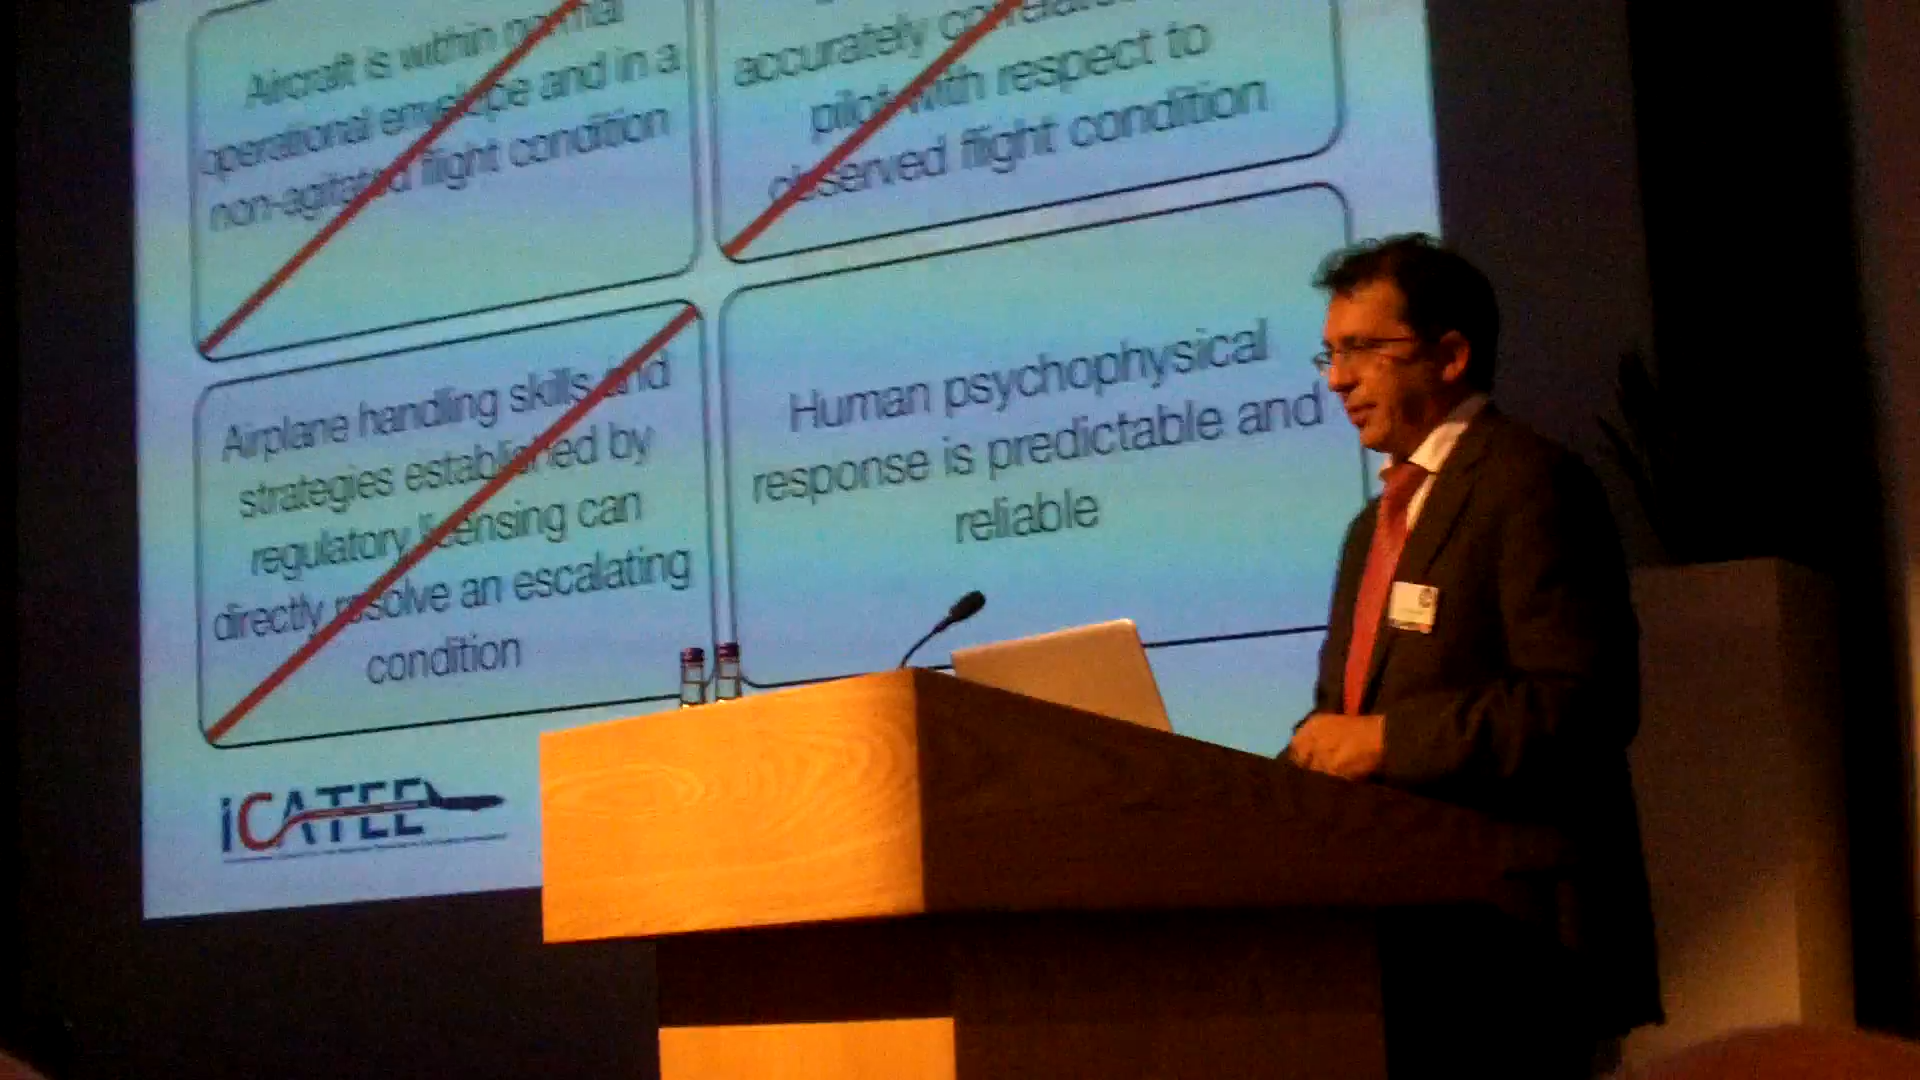 Aircraft is within normal
operational envelope and in a
non-agitated flight condition
accurately correlated
pilot with respect to
observed flight condition
Airplane handling skills and
strategies established by
regulatory licensing can
directly resolve an escalating
condition
Human psychophysical
response is predictable and
reliable
iCATEE